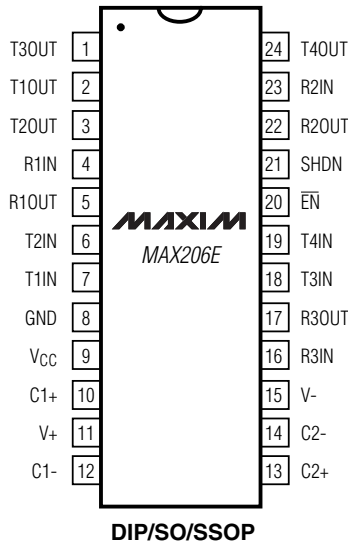 T3OUT 1 24 T4OUT
T1OUT 2 23 R2IN
T2OUT 3 22 R2OUT
R1IN 4 21 SHDN
R1OUT 5 20 E̅N̅
T2IN 6 19 T4IN
T1IN 7 18 T3IN
GND 8 17 R3OUT
VCC 9 16 R3IN
C1+ 10 15 V-
V+ 11 14 C2-
C1- 12 13 C2+
MAXIM
MAX206E
DIP/SO/SSOP